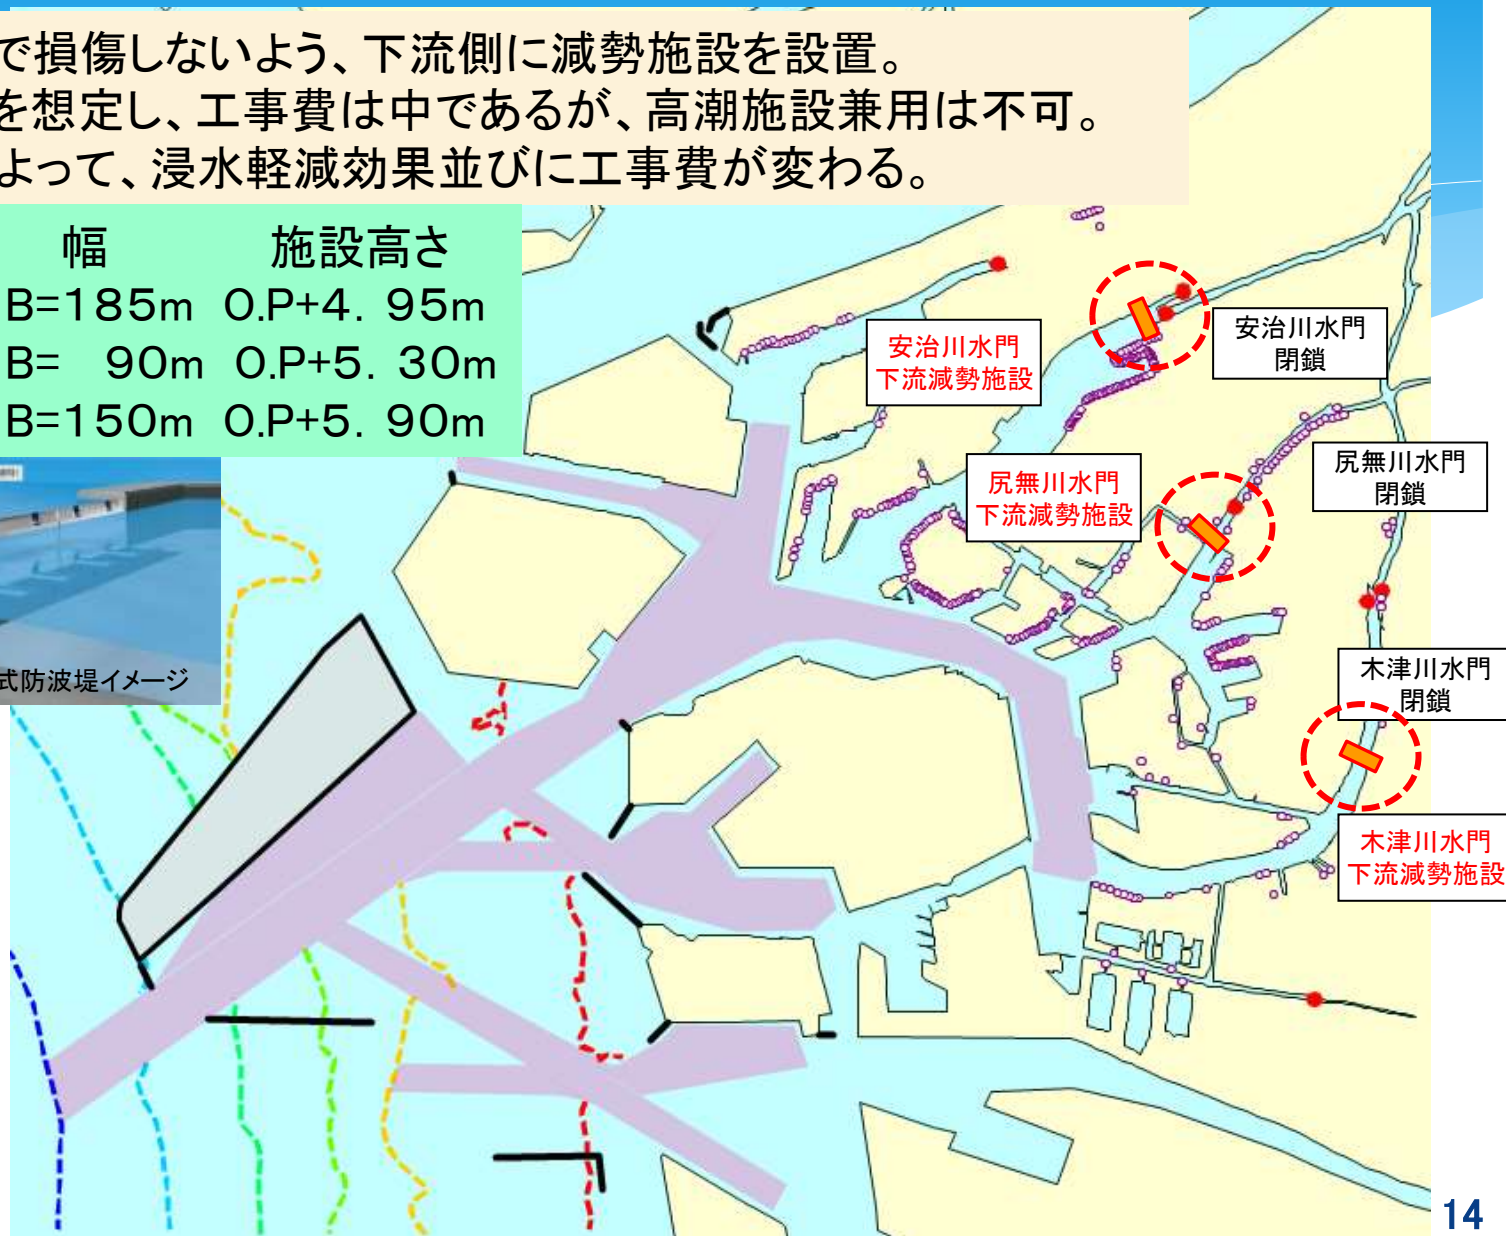 で損傷しないよう、下流側に減勢施設を設置。
を想定し、工事費は中であるが、高潮施設兼用は不可。
よって、浸水軽減効果並びに工事費が変わる。
幅 施設高さ
B=185m O.P+4．95m
B=　90m O.P+5．30m
B=150m O.P+5．90m
式防波堤イメージ
安治川水門
下流減勢施設
安治川水門
閉鎖
尻無川水門
下流減勢施設
尻無川水門
閉鎖
木津川水門
閉鎖
木津川水門
下流減勢施設
14